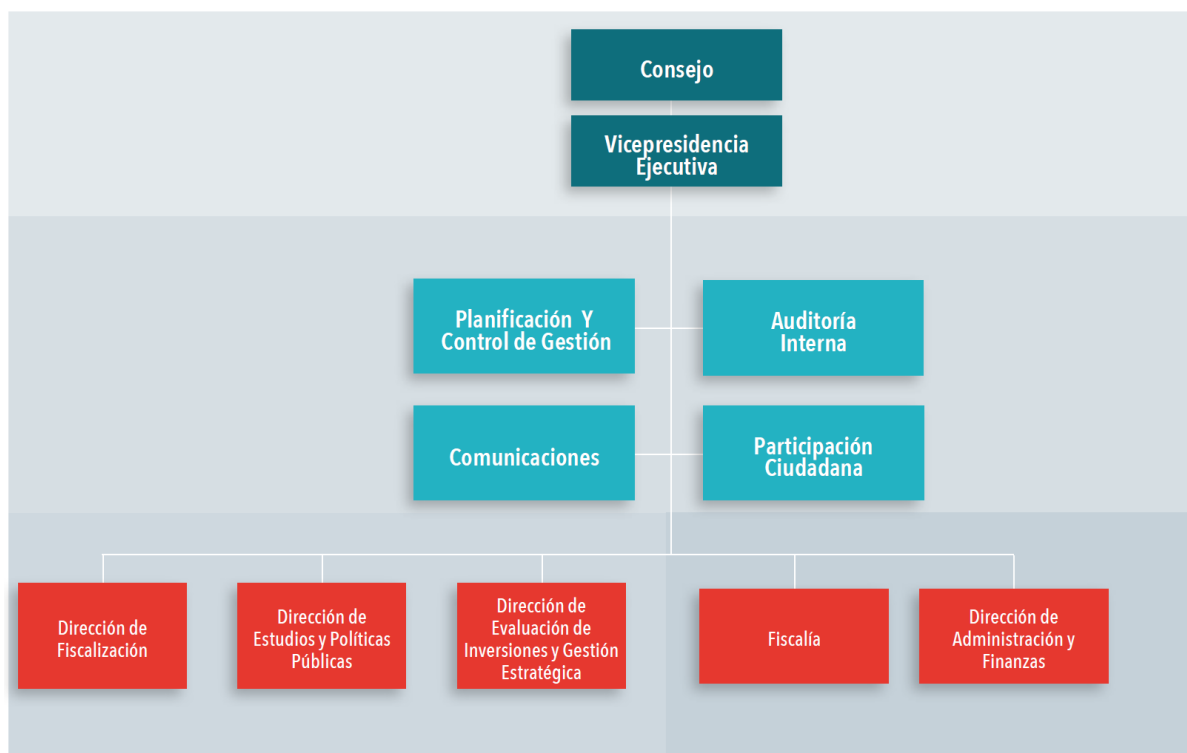 Consejo
Vicepresidencia
Ejecutiva
Planificación Y
Control de Gestión
Auditoría
Interna
Comunicaciones
Participación
Ciudadana
Dirección de
Fiscalización
Dirección de
Estudios y Políticas
Públicas
Dirección de
Evaluación de
Inversiones y Gestión
Estratégica
Fiscalía
Dirección de
Administración y
Finanzas